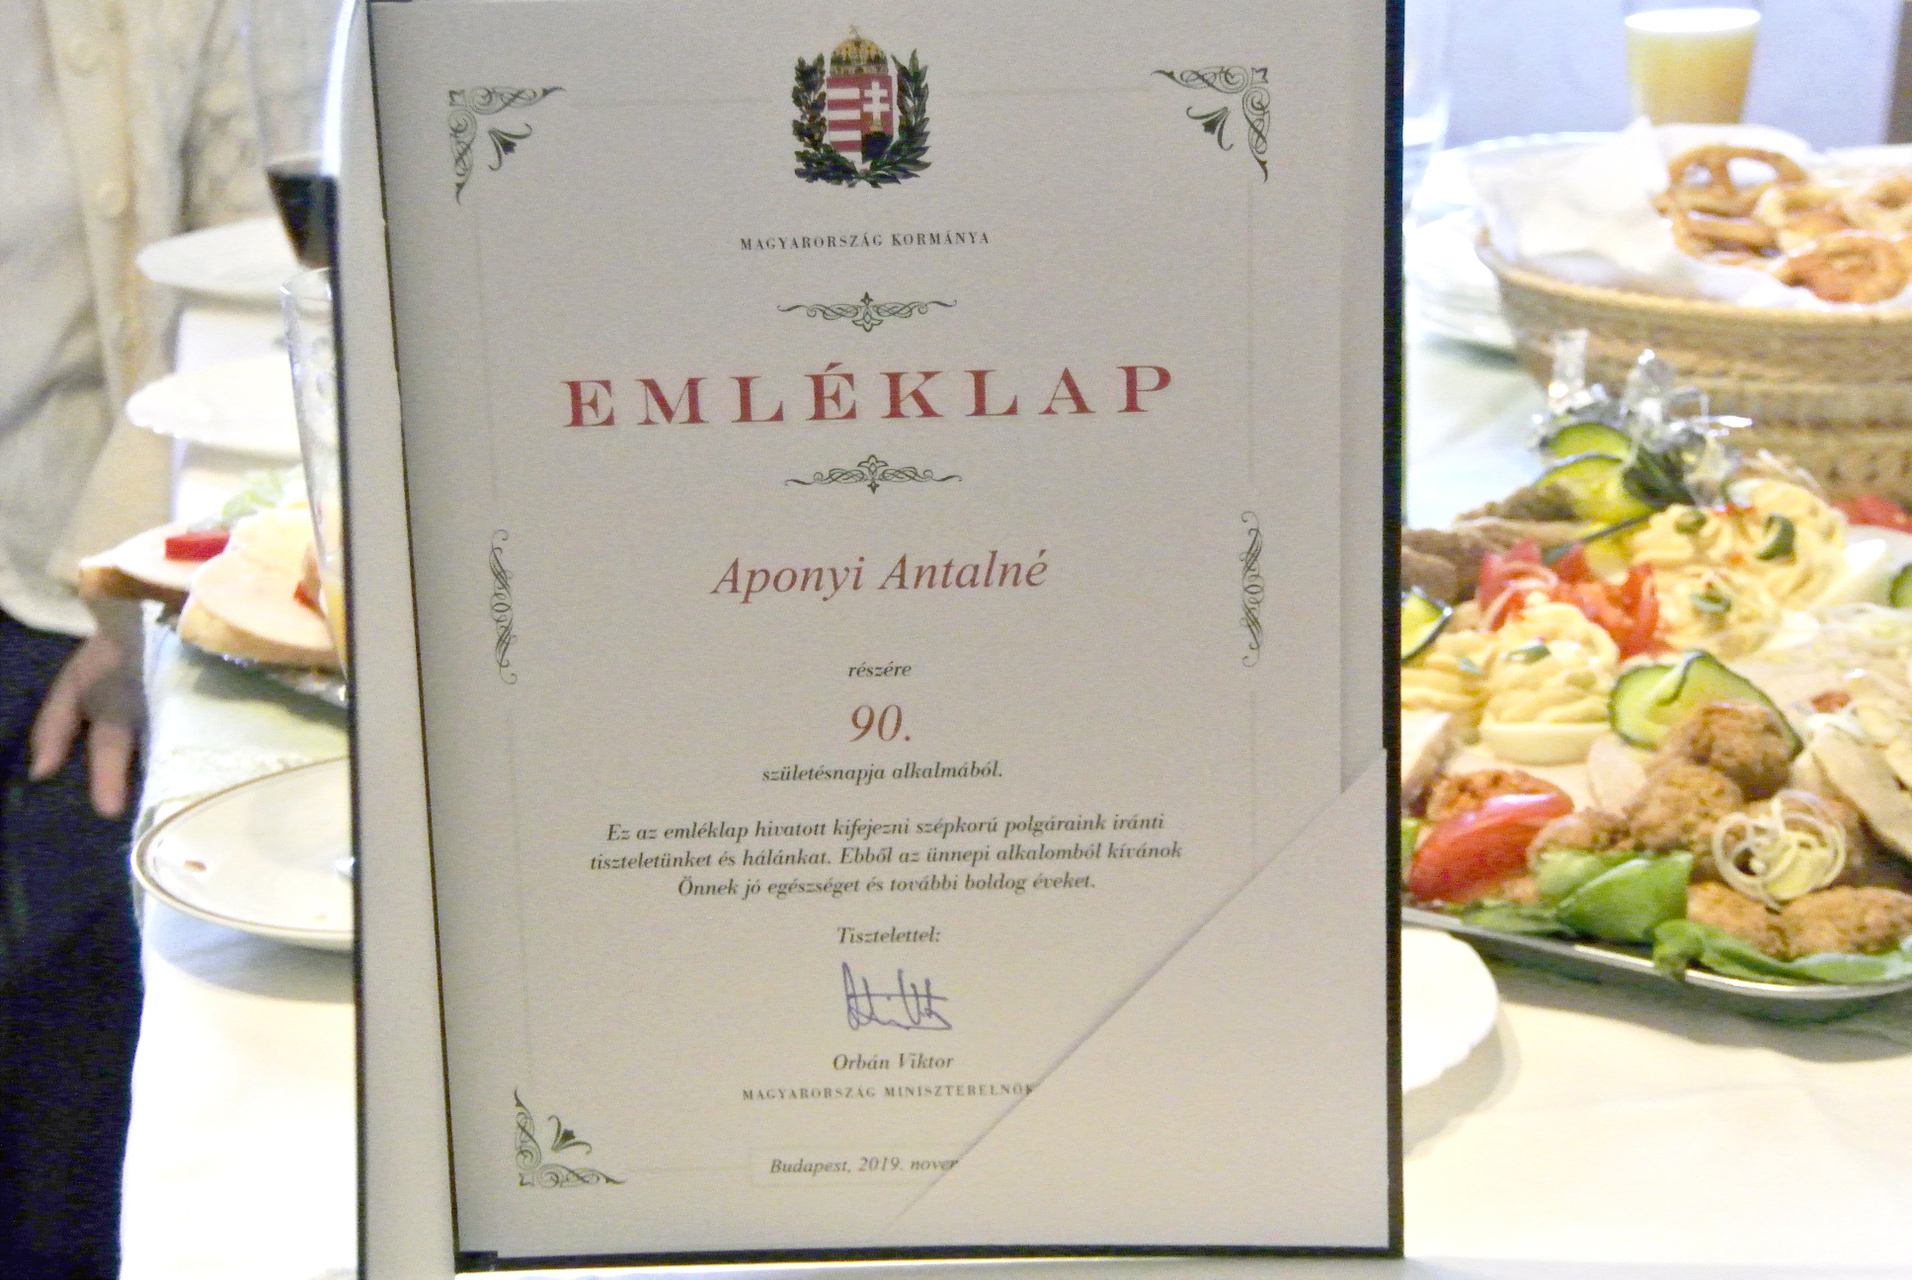 MAGYARORSZÁG KORMÁNYA
EMLÉKLAP
Aponyi Antalné
részére
90.
születésnapja alkalmából.
Ez az emléklap hivatott kifejezni szépkorú polgáraink iránti
tiszteletünket és hálánkat. Ebből az ünnepi alkalomból kívánok
Önnek jó egészséget és további boldog éveket.
Tisztelettel:
Orbán Viktor
MAGYARORSZÁG MINISZTERELNÖK
Budapest, 2019. novem